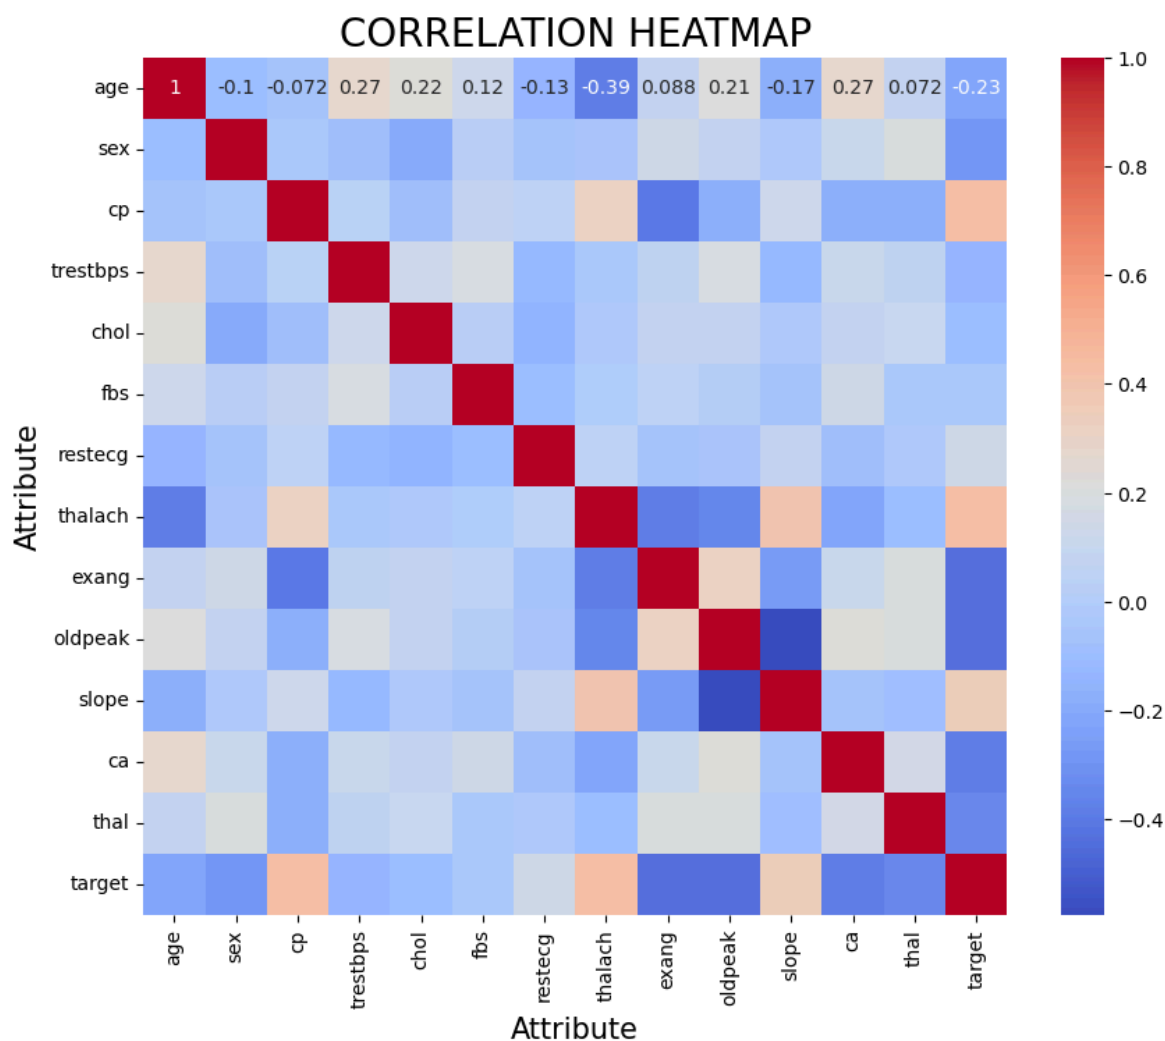 CORRELATION HEATMAP
age 1 -0.1 -0.072 0.27 0.22 0.12 -0.13 -0.39 0.088 0.21 -0.17 0.27 0.072 -0.23
sex
cp
trestbps
chol
fbs
restecg
thalach
exang
oldpeak
slope
ca
thal
target
Attribute
age sex cp trestbps chol fbs restecg thalach exang oldpeak slope ca thal target
Attribute
1.0
0.8
0.6
0.4
0.2
0.0
−0.2
−0.4